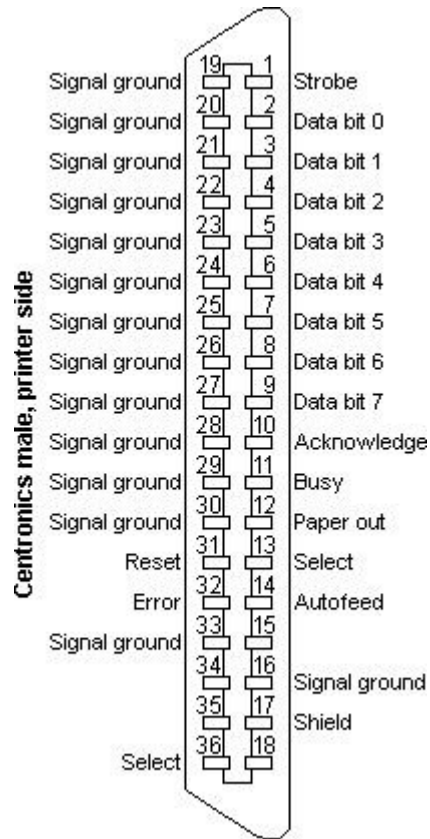 19 1
Signal ground Strobe
20 2
Signal ground Data bit 0
21 3
Signal ground Data bit 1
22 4
Signal ground Data bit 2
23 5
Signal ground Data bit 3
24 6
Signal ground Data bit 4
25 7
Signal ground Data bit 5
26 8
Signal ground Data bit 6
27 9
Signal ground Data bit 7
28 10
Signal ground Acknowledge
29 11
Signal ground Busy
30 12
Signal ground Paper out
31 13
Reset Select
32 14
Error Autofeed
33 15
Signal ground
34 16
Signal ground
35 17
Shield
36 18
Select
Centronics male, printer side